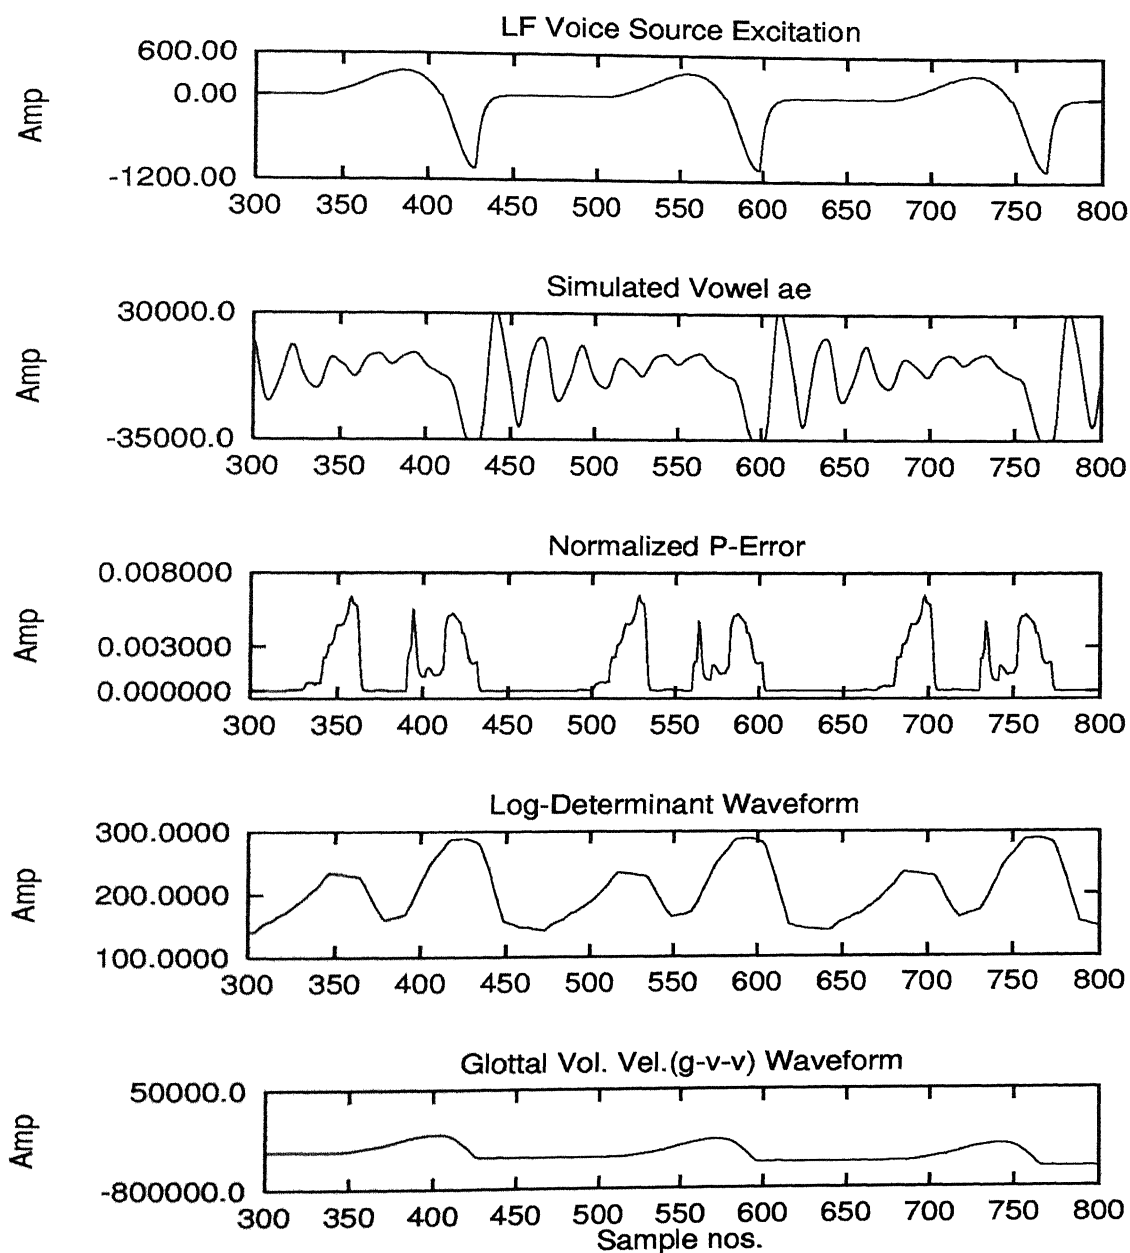 LF Voice Source Excitation
600.00
0.00
-1200.00
Amp
300 350 400 450 500 550 600 650 700 750 800
Simulated Vowel ae
30000.0
-35000.0
Amp
300 350 400 450 500 550 600 650 700 750 800
Normalized P-Error
0.008000
0.003000
0.000000
Amp
300 350 400 450 500 550 600 650 700 750 800
Log-Determinant Waveform
300.0000
200.0000
100.0000
Amp
300 350 400 450 500 550 600 650 700 750 800
Glottal Vol. Vel.(g-v-v) Waveform
50000.0
-800000.0
Amp
300 350 400 450 500 550 600 650 700 750 800
Sample nos.